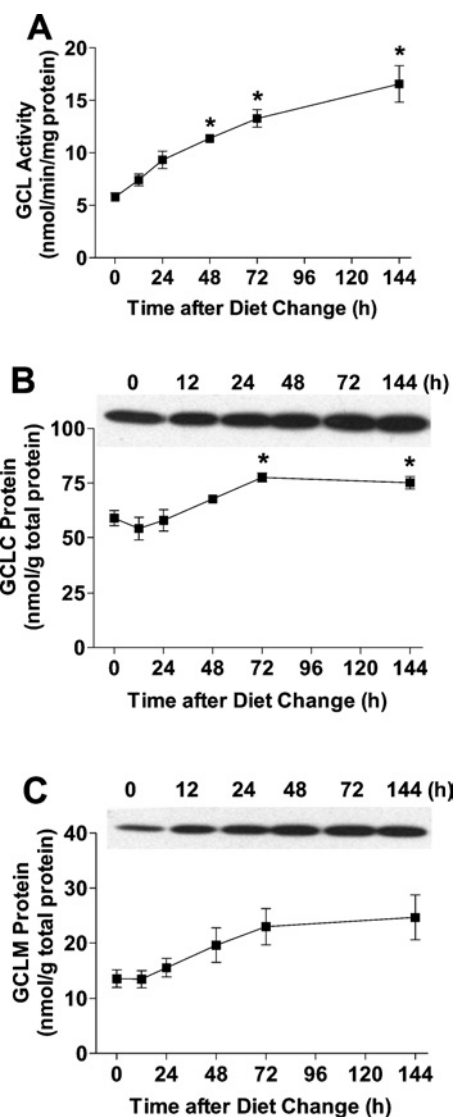 A
GCL Activity
(nmol/min/mg protein)
20
15
10
5
0
* * *
0 24 48 72 96 120 144
Time after Diet Change (h)
B
0 12 24 48 72 144 (h)
GCLC Protein
(nmol/g total protein)
100
75
50
25
0
* *
0 24 48 72 96 120 144
Time after Diet Change (h)
C
0 12 24 48 72 144 (h)
GCLM Protein
(nmol/g total protein)
40
30
20
10
0
0 24 48 72 96 120 144
Time after Diet Change (h)